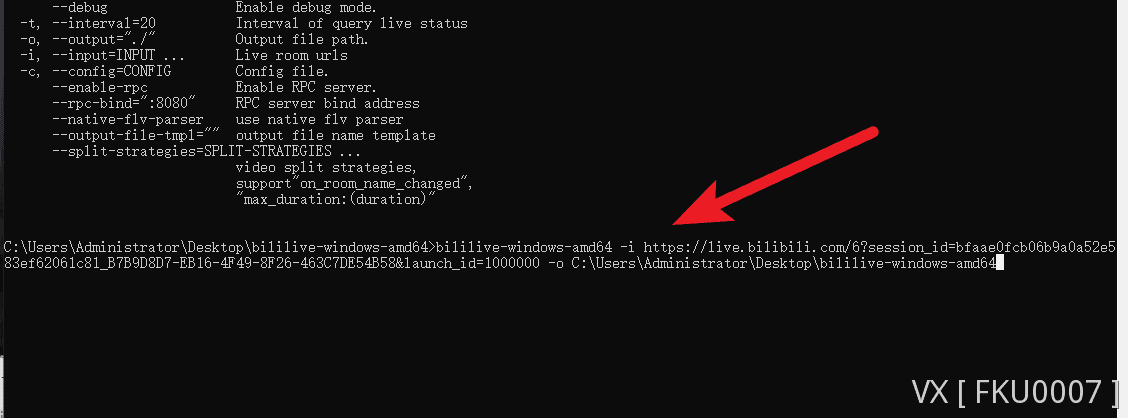 --debug Enable debug mode.
-t, --interval=20 Interval of query live status
-o, --output="./" Output file path.
-i, --input=INPUT ... Live room urls
-c, --config=CONFIG Config file.
--enable-rpc Enable RPC server.
--rpc-bind=":8080" RPC server bind address
--native-flv-parser use native flv parser
--output-file-tmpl="" output file name template
--split-strategies=SPLIT-STRATEGIES ...
video split strategies,
support"on_room_name_changed",
"max_duration:(duration)"
C:\Users\Administrator\Desktop\bililive-windows-amd64>bililive-windows-amd64 -i https://live.bilibili.com/6?session_id=bfaae0fcb06b9a0a52e5
83ef62061c81_B7B9D8D7-EB16-4F49-8F26-463C7DE54B58&launch_id=1000000 -o C:\Users\Administrator\Desktop\bililive-windows-amd64
VX [ FKU0007 ]